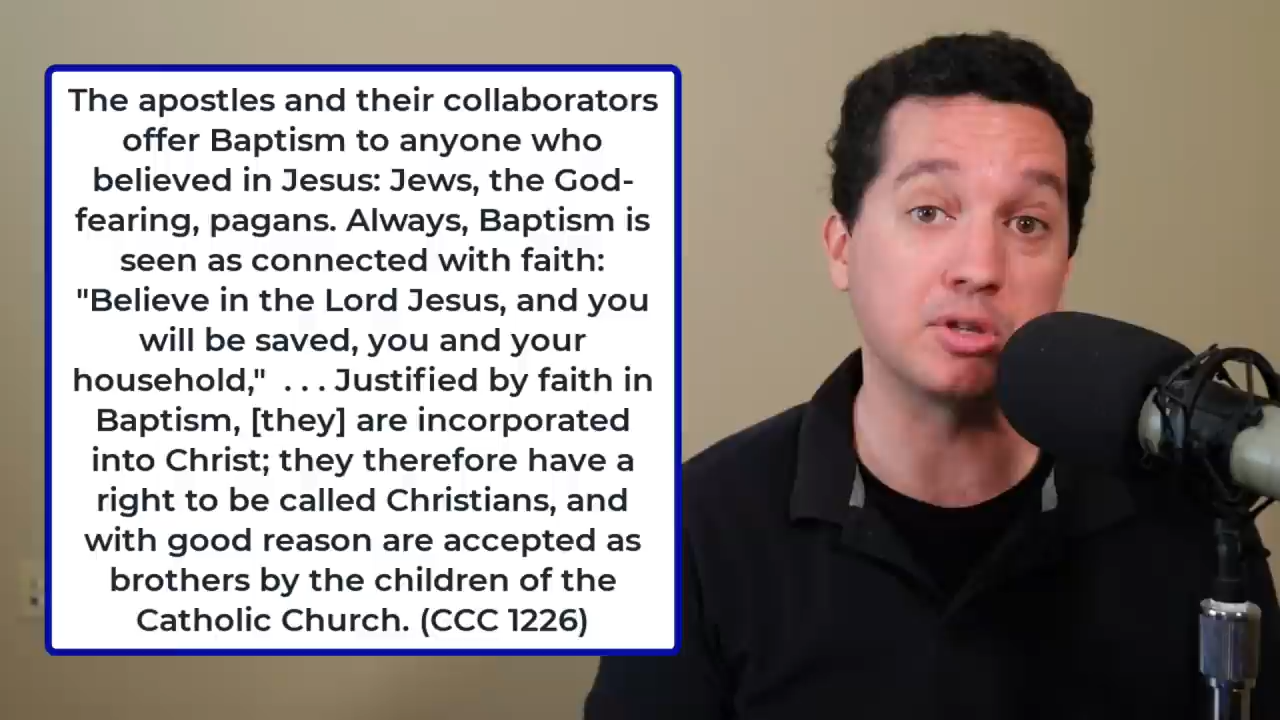 The apostles and their collaborators
offer Baptism to anyone who
believed in Jesus: Jews, the God-
fearing, pagans. Always, Baptism is
seen as connected with faith:
"Believe in the Lord Jesus, and you
will be saved, you and your
household,"  . . . Justified by faith in
Baptism, [they] are incorporated
into Christ; they therefore have a
right to be called Christians, and
with good reason are accepted as
brothers by the children of the
Catholic Church. (CCC 1226)